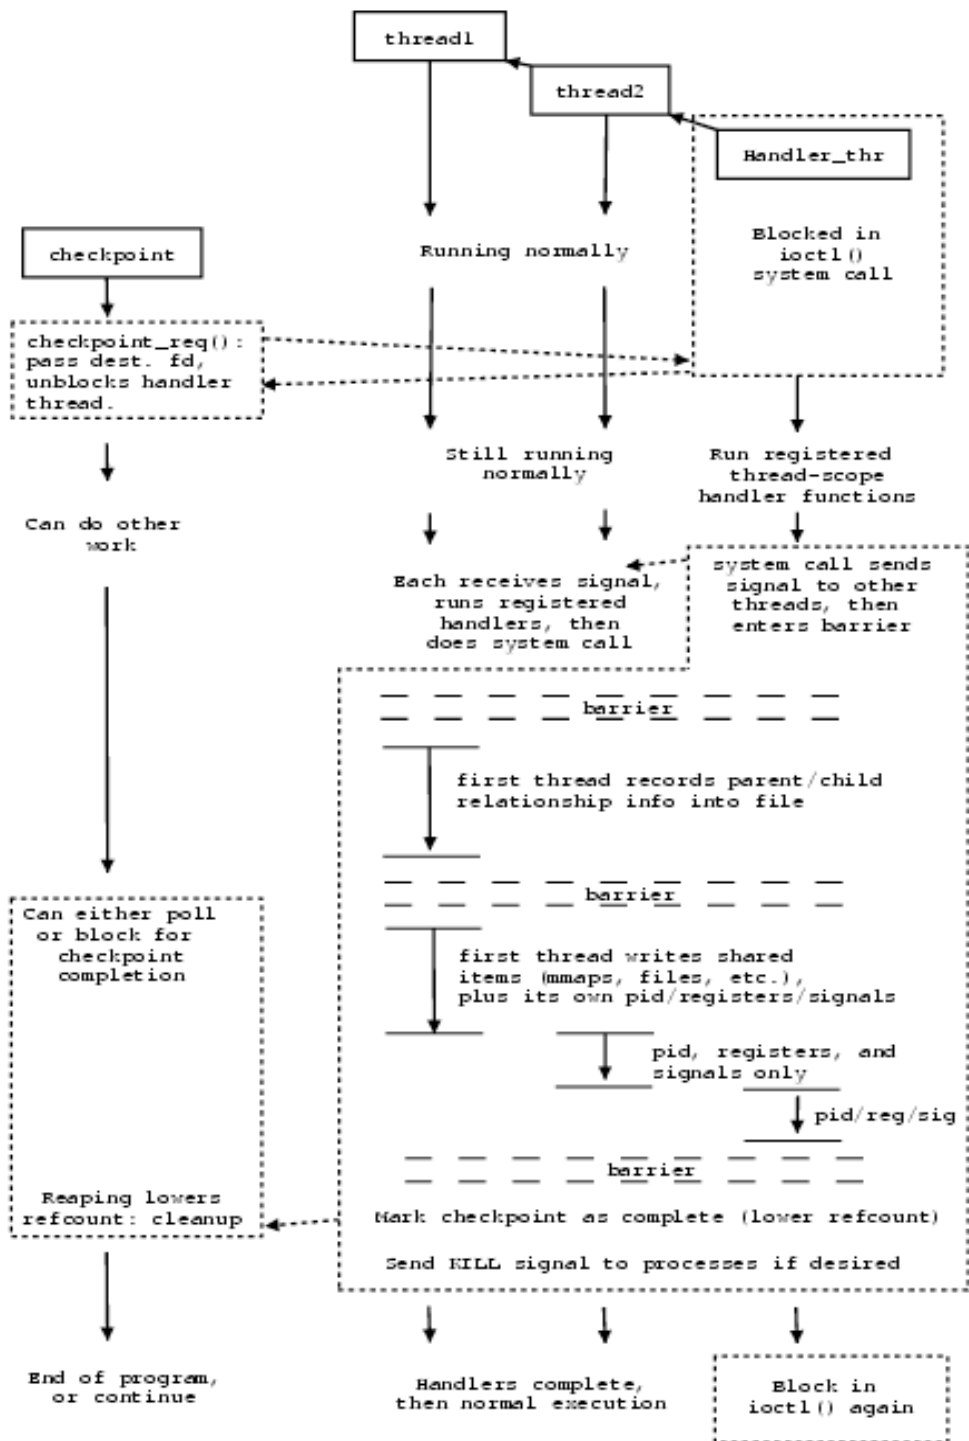 thread1
thread2
Handler_thr
Blocked in
ioctl()
system call
checkpoint
Running normally
checkpoint_req():
pass dest. fd,
unblocks handler
thread.
Still running
normally
Run registered
thread-scope
handler functions
Can do other
work
Each receives signal,
runs registered
handlers, then
does system call
system call sends
signal to other
threads, then
enters barrier
barrier
first thread records parent/child
relationship info into file
barrier
Can either poll
or block for
checkpoint
completion
first thread writes shared
items (mmaps, files, etc.),
plus its own pid/registers/signals
pid, registers, and
signals only
pid/reg/sig
barrier
Reaping lowers
refcount: cleanup
Mark checkpoint as complete (lower refcount)
Send KILL signal to processes if desired
End of program,
or continue
Handlers complete,
then normal execution
Block in
ioctl() again